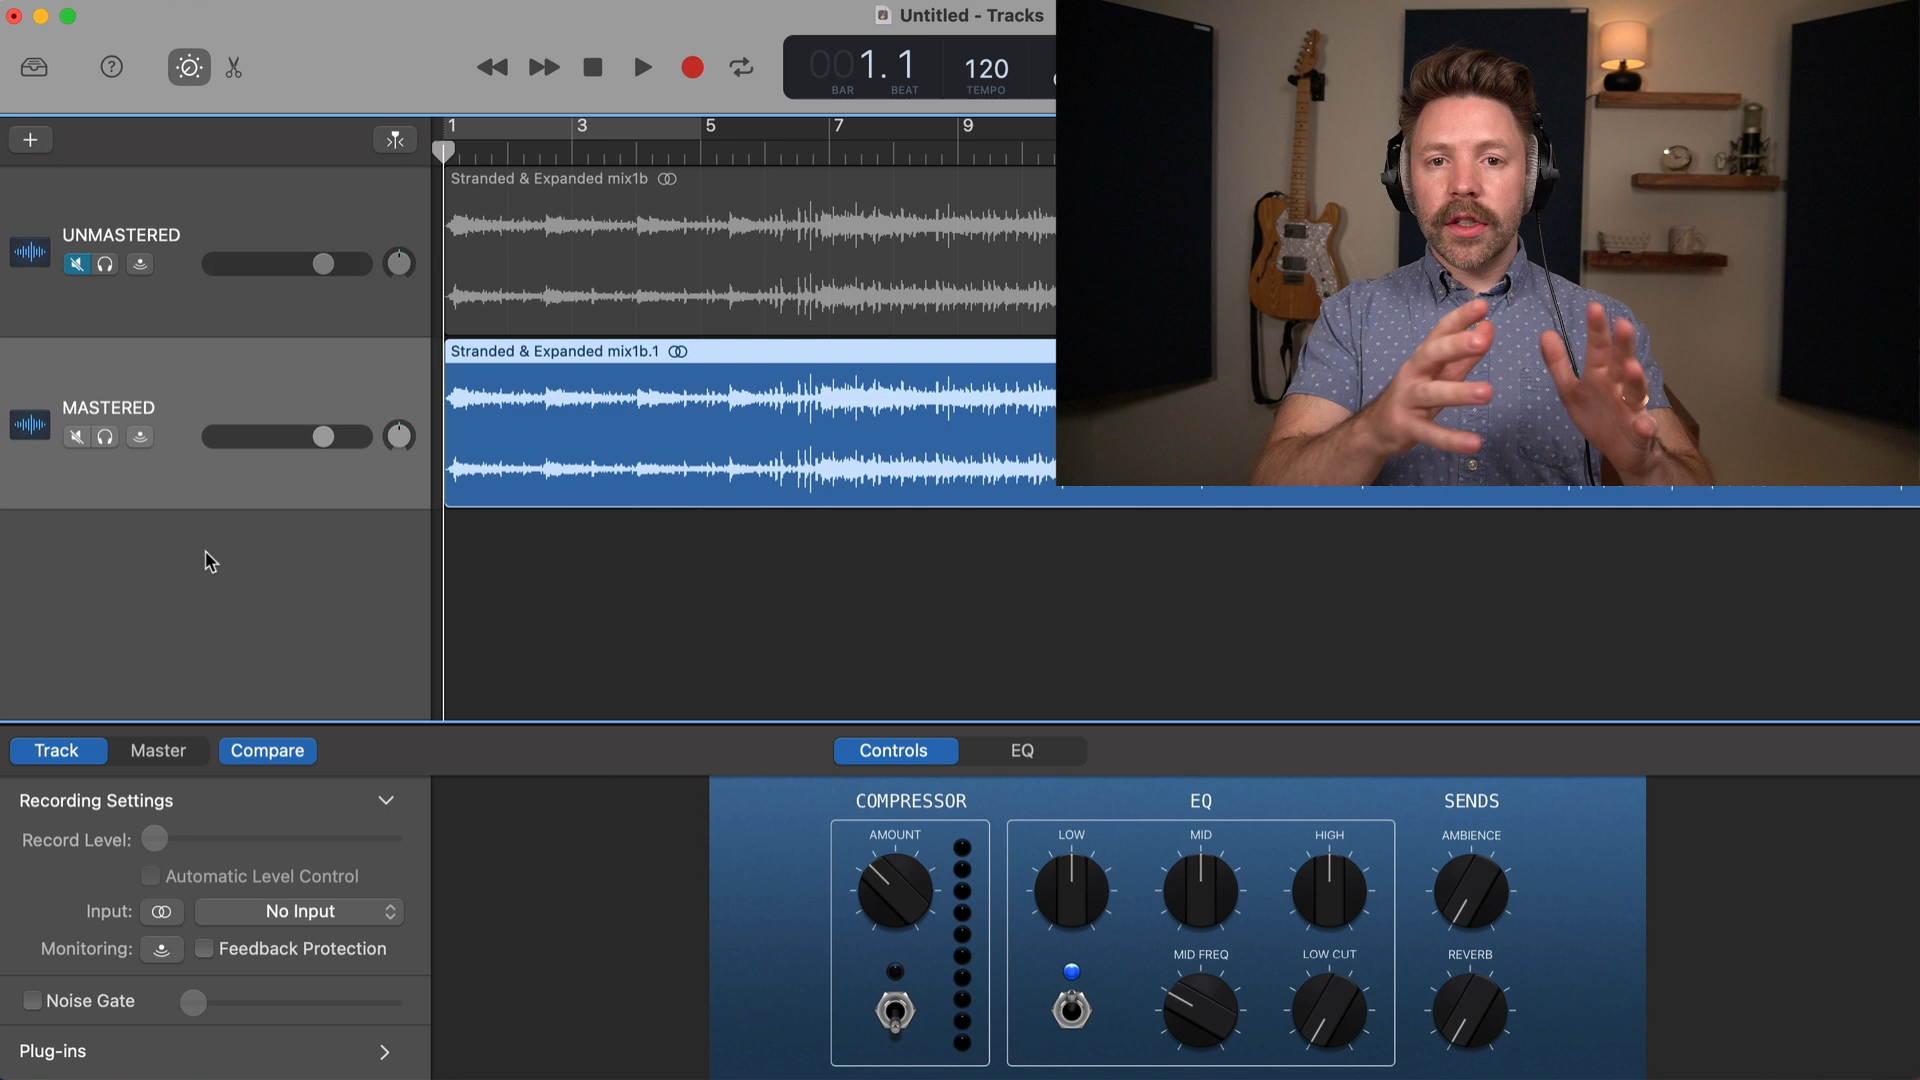 Untitled - Tracks
001.1
BAR
BEAT
120
TEMPO
1
3
5
7
9
Stranded & Expanded mix1b
UNMASTERED
Stranded & Expanded mix1b.1
MASTERED
Track
Master
Compare
Controls
EQ
Recording Settings
Record Level:
Automatic Level Control
Input:
No Input
Monitoring:
Feedback Protection
Noise Gate
Plug-ins
COMPRESSOR
EQ
SENDS
AMOUNT
LOW
MID
HIGH
AMBIENCE
MID FREQ
LOW CUT
REVERB